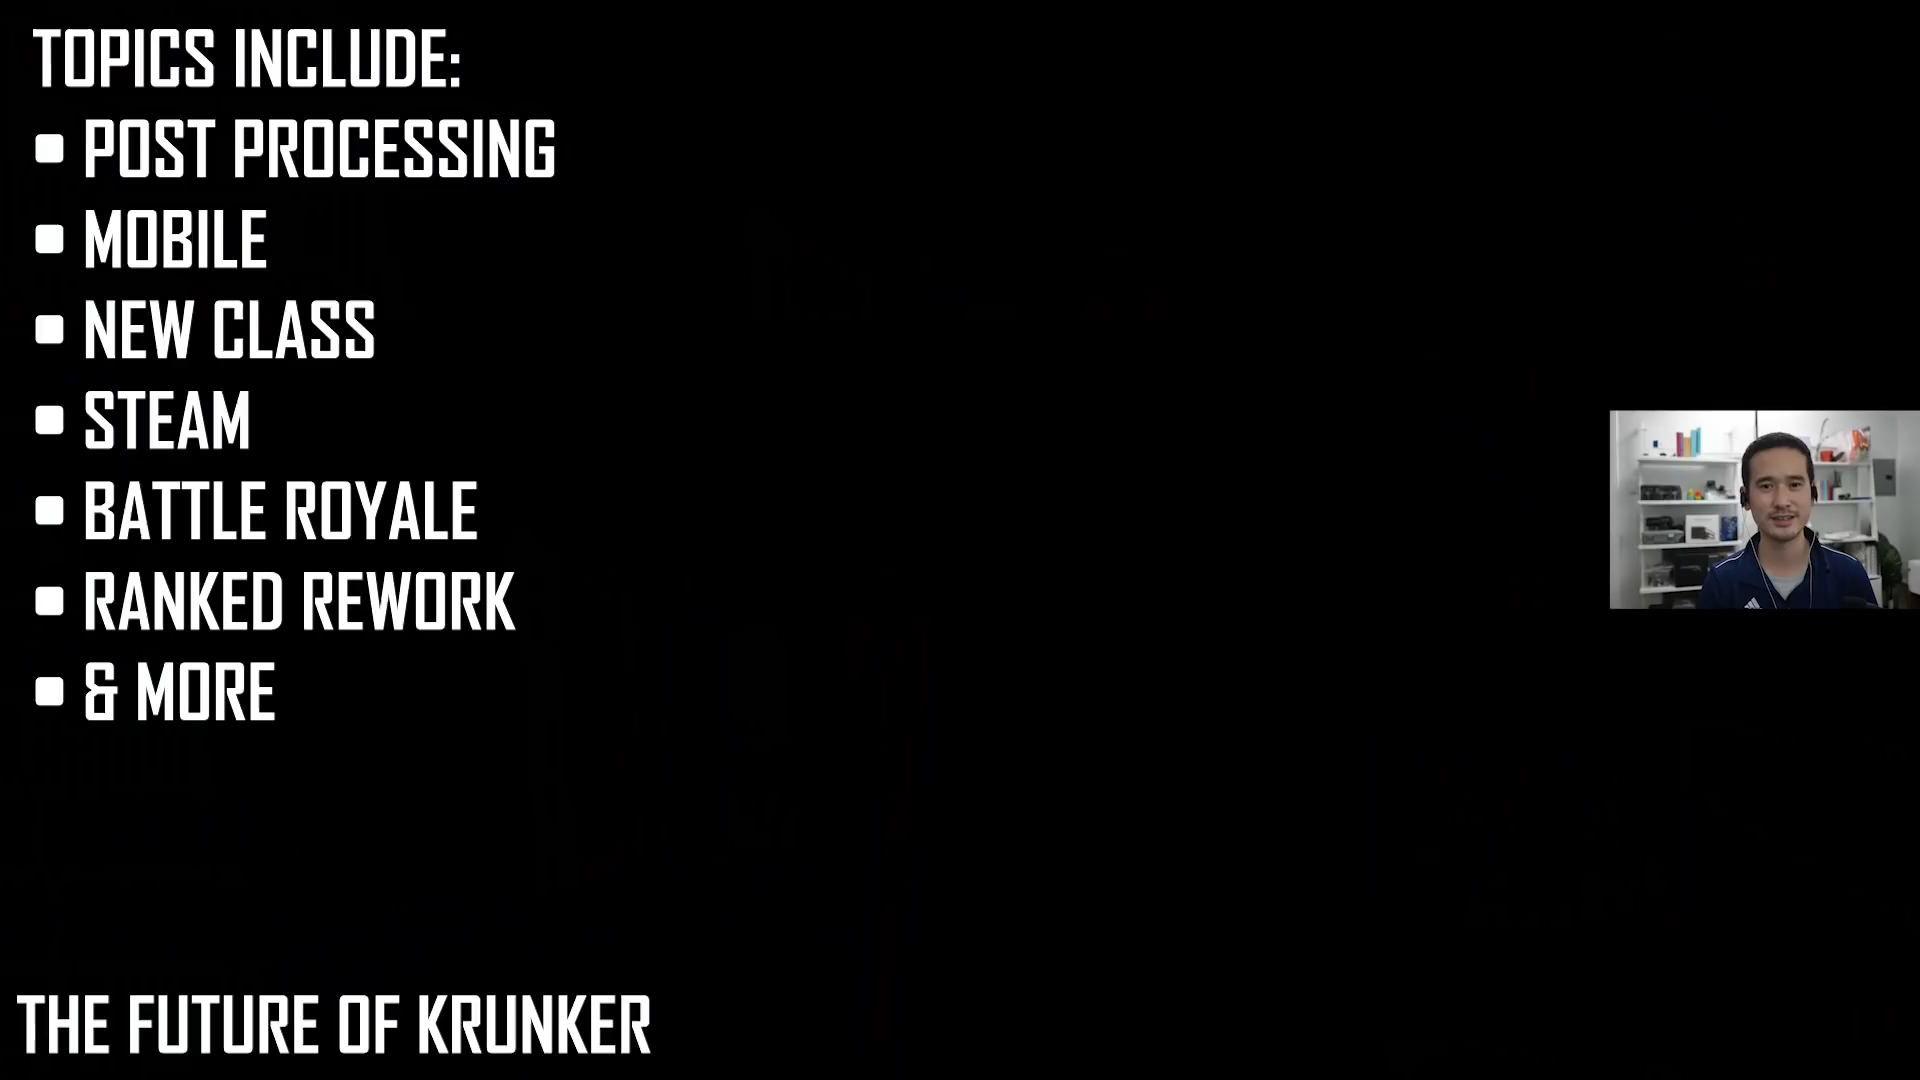 TOPICS INCLUDE:
▪ POST PROCESSING
▪ MOBILE
▪ NEW CLASS
▪ STEAM
▪ BATTLE ROYALE
▪ RANKED REWORK
▪ & MORE
THE FUTURE OF KRUNKER